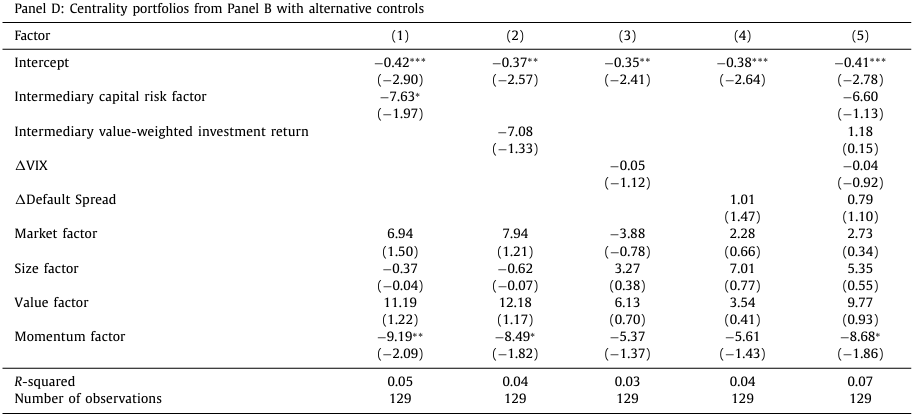 Panel D: Centrality portfolios from Panel B with alternative controls
Factor (1) (2) (3) (4) (5)
Intercept −0.42*** −0.37** −0.35** −0.38*** −0.41***
(−2.90) (−2.57) (−2.41) (−2.64) (−2.78)
Intermediary capital risk factor −7.63* −6.60
(−1.97) (−1.13)
Intermediary value-weighted investment return −7.08 1.18
(−1.33) (0.15)
ΔVIX −0.05 −0.04
(−1.12) (−0.92)
ΔDefault Spread 1.01 0.79
(1.47) (1.10)
Market factor 6.94 7.94 −3.88 2.28 2.73
(1.50) (1.21) (−0.78) (0.66) (0.34)
Size factor −0.37 −0.62 3.27 7.01 5.35
(−0.04) (−0.07) (0.38) (0.77) (0.55)
Value factor 11.19 12.18 6.13 3.54 9.77
(1.22) (1.17) (0.70) (0.41) (0.93)
Momentum factor −9.19** −8.49* −5.37 −5.61 −8.68*
(−2.09) (−1.82) (−1.37) (−1.43) (−1.86)
R-squared 0.05 0.04 0.03 0.04 0.07
Number of observations 129 129 129 129 129